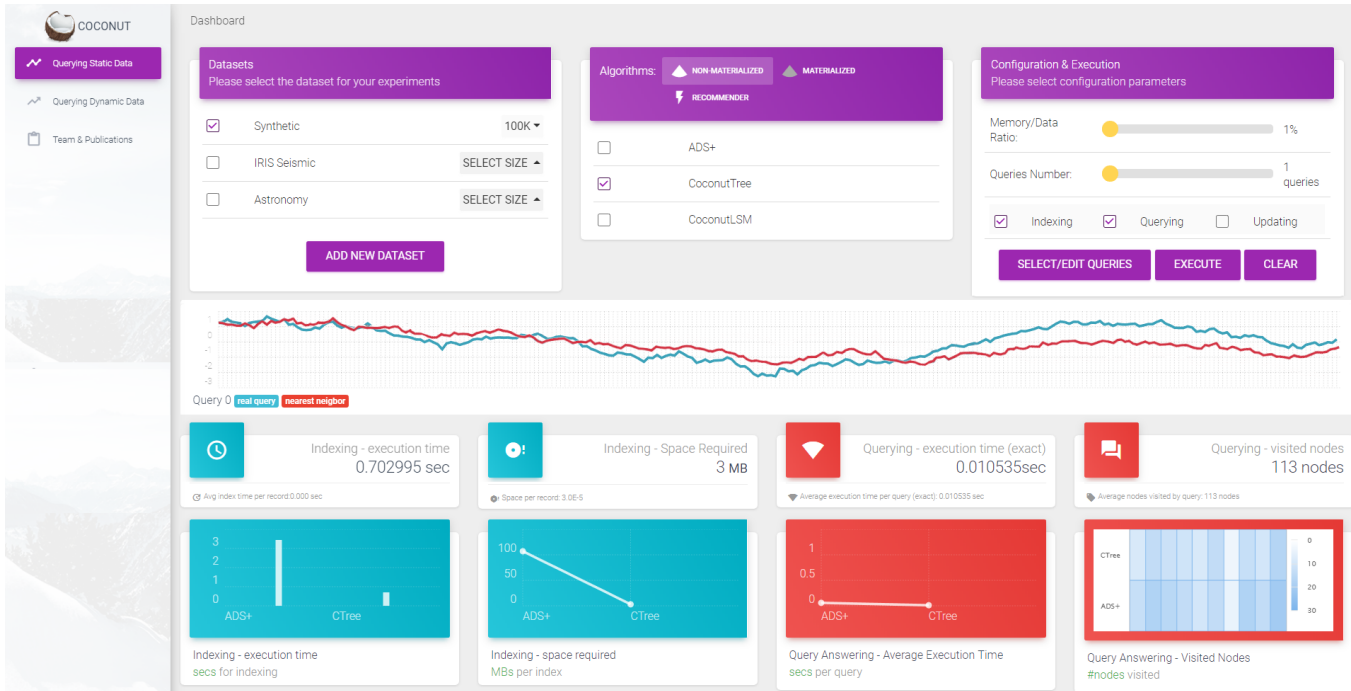 COCONUT
Querying Static Data
Querying Dynamic Data
Team & Publications
Dashboard
Datasets
Please select the dataset for your experiments
Synthetic 100K
IRIS Seismic SELECT SIZE
Astronomy SELECT SIZE
ADD NEW DATASET
Algorithms: NON-MATERIALIZED MATERIALIZED
RECOMMENDER
ADS+
CoconutTree
CoconutLSM
Configuration & Execution
Please select configuration parameters
Memory/Data
Ratio:
1%
Queries Number:
1
queries
Indexing Querying Updating
SELECT/EDIT QUERIES EXECUTE CLEAR
1
0
-1
-2
-3
Query 0 real query nearest neigbor
Indexing - execution time
0.702995 sec
Avg index time per record:0.000 sec
Indexing - Space Required
3 MB
Space per record: 3.0E-5
Querying - execution time (exact)
0.010535sec
Average execution time per query (exact): 0.010535 sec
Querying - visited nodes
113 nodes
Average nodes visited by query: 113 nodes
3
2
1
0
ADS+ CTree
Indexing - execution time
secs for indexing
100
50
0
ADS+ CTree
Indexing - space required
MBs per index
1
0.5
0
ADS+ CTree
Query Answering - Average Execution Time
secs per query
CTree
ADS+
0
10
20
30
Query Answering - Visited Nodes
#nodes visited